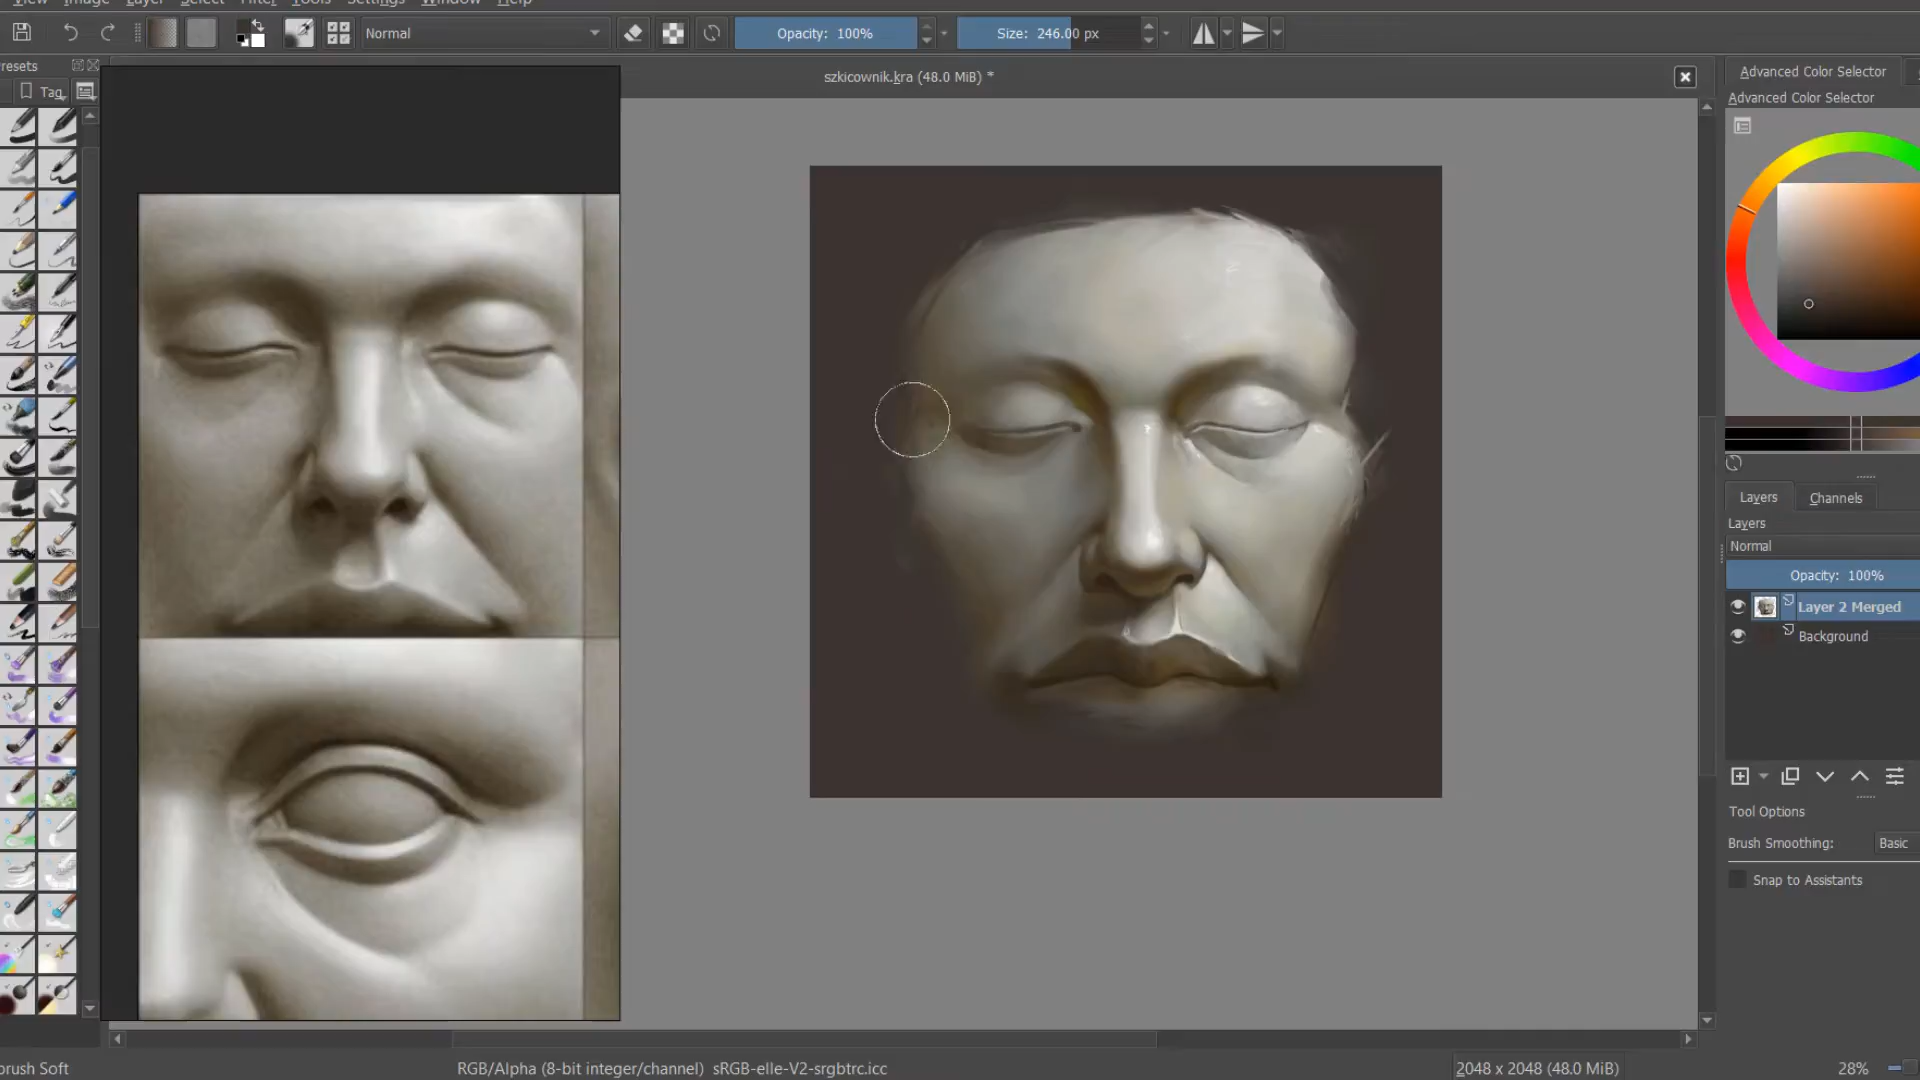 View Image Layer Select Filter Tools Settings Window Help
Normal
Opacity: 100%
Size: 246.00 px
resets
szkicownik.kra (48.0 MiB) *
Advanced Color Selector
Tag
Advanced Color Selector
Layers
Channels
Layers
Normal
Opacity: 100%
Layer 2 Merged
Background
Tool Options
Brush Smoothing:
Basic
Snap to Assistants
brush Soft
RGB/Alpha (8-bit integer/channel) sRGB-elle-V2-srgbtrc.icc
2048 x 2048 (48.0 MiB)
28%